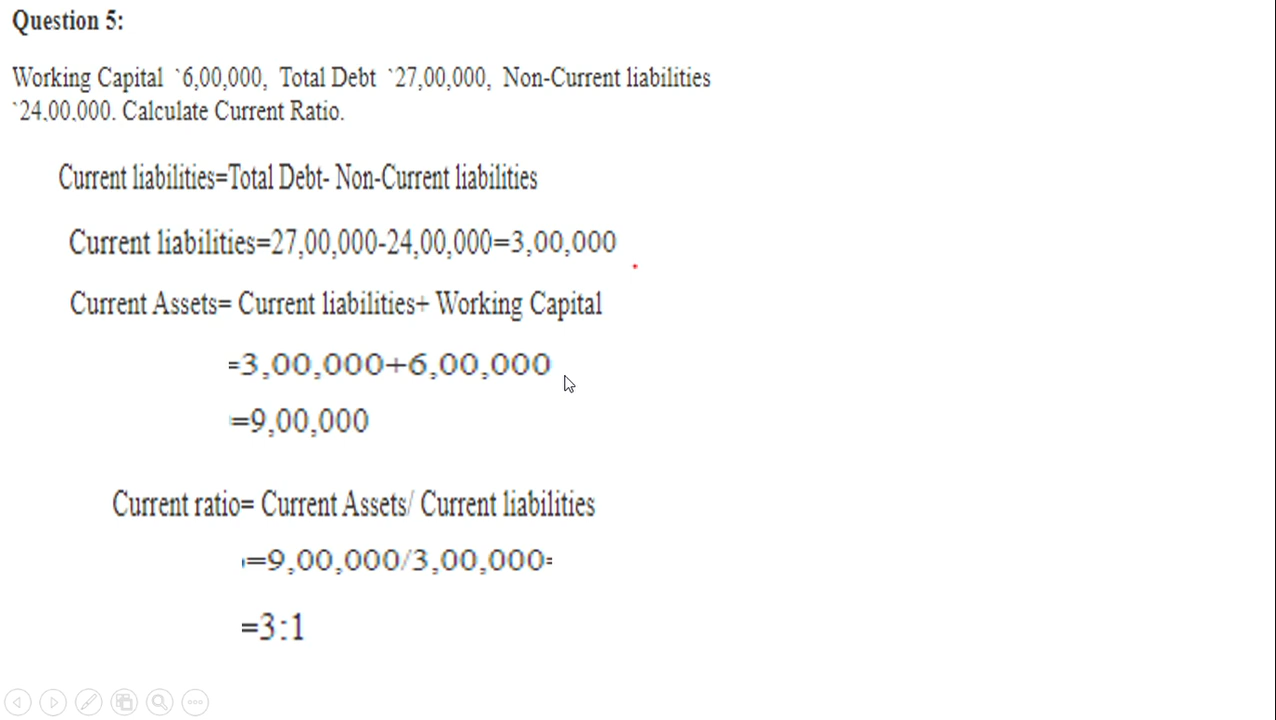 Question 5:
Working Capital `6,00,000, Total Debt `27,00,000, Non-Current liabilities
`24,00,000. Calculate Current Ratio.
Current liabilities=Total Debt- Non-Current liabilities
Current liabilities=27,00,000-24,00,000=3,00,000
Current Assets= Current liabilities+ Working Capital
=3,00,000+6,00,000
=9,00,000
Current ratio= Current Assets/ Current liabilities
=9,00,000/3,00,000=
=3:1